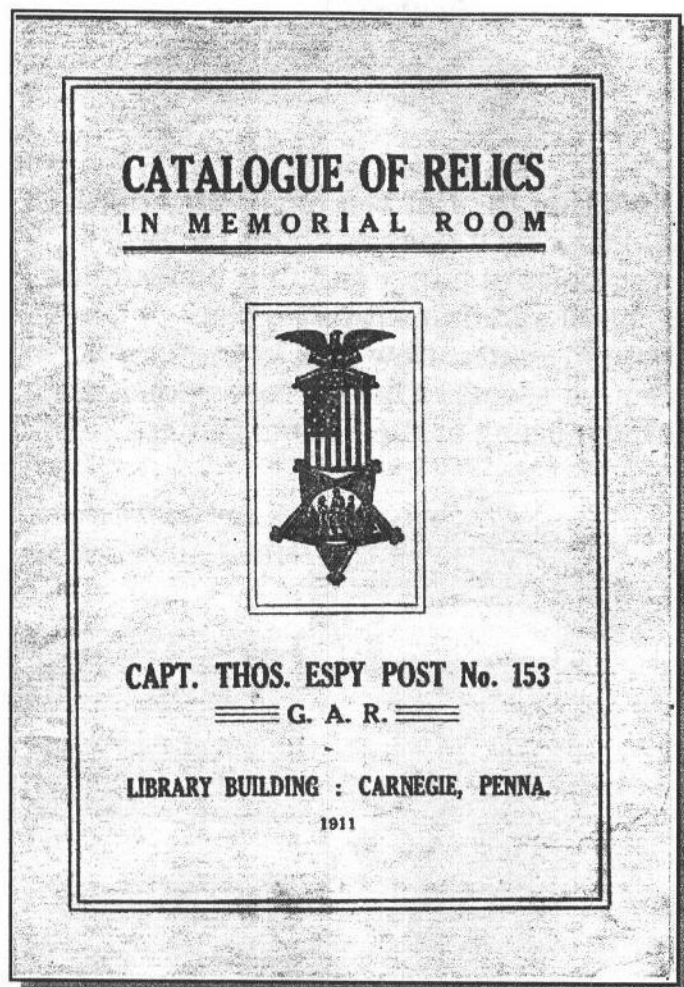 CATALOGUE OF RELICS
IN MEMORIAL ROOM
CAPT. THOS. ESPY POST No. 153
G. A. R.
LIBRARY BUILDING : CARNEGIE, PENNA.
1911